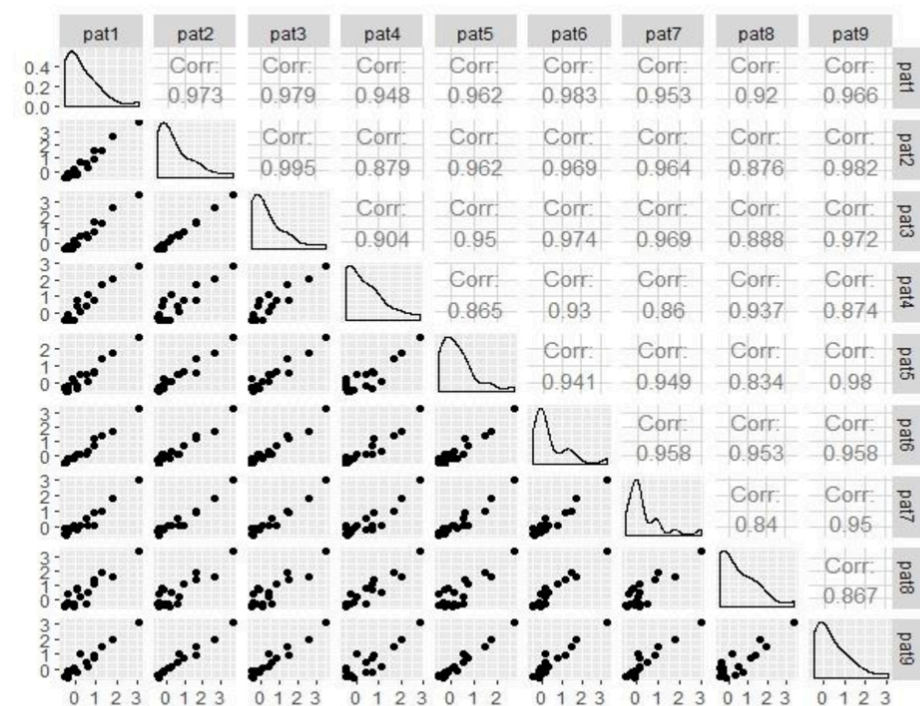 pat1 pat2 pat3 pat4 pat5 pat6 pat7 pat8 pat9
0.4
0.2
0.0
Corr: Corr: Corr: Corr: Corr: Corr: Corr: Corr:
0.973 0.979 0.948 0.962 0.983 0.953 0.92 0.966
pat1
3
2
1
0
Corr: Corr: Corr: Corr: Corr: Corr: Corr:
0.995 0.879 0.962 0.969 0.964 0.876 0.982
pat2
3
2
1
0
Corr: Corr: Corr: Corr: Corr: Corr:
0.904 0.95 0.974 0.969 0.888 0.972
pat3
3
2
1
0
Corr: Corr: Corr: Corr: Corr:
0.865 0.93 0.86 0.937 0.874
pat4
2
1
0
Corr: Corr: Corr: Corr:
0.941 0.949 0.834 0.98
pat5
3
2
1
0
Corr: Corr: Corr:
0.958 0.953 0.958
pat6
3
2
1
0
Corr: Corr:
0.84 0.95
pat7
3
2
1
0
Corr:
0.867
pat8
3
2
1
0
pat9
0 1 2 3 0 1 2 3 0 1 2 3 0 1 2 3 0 1 2 0 1 2 3 0 1 2 3 0 1 2 3 0 1 2 3